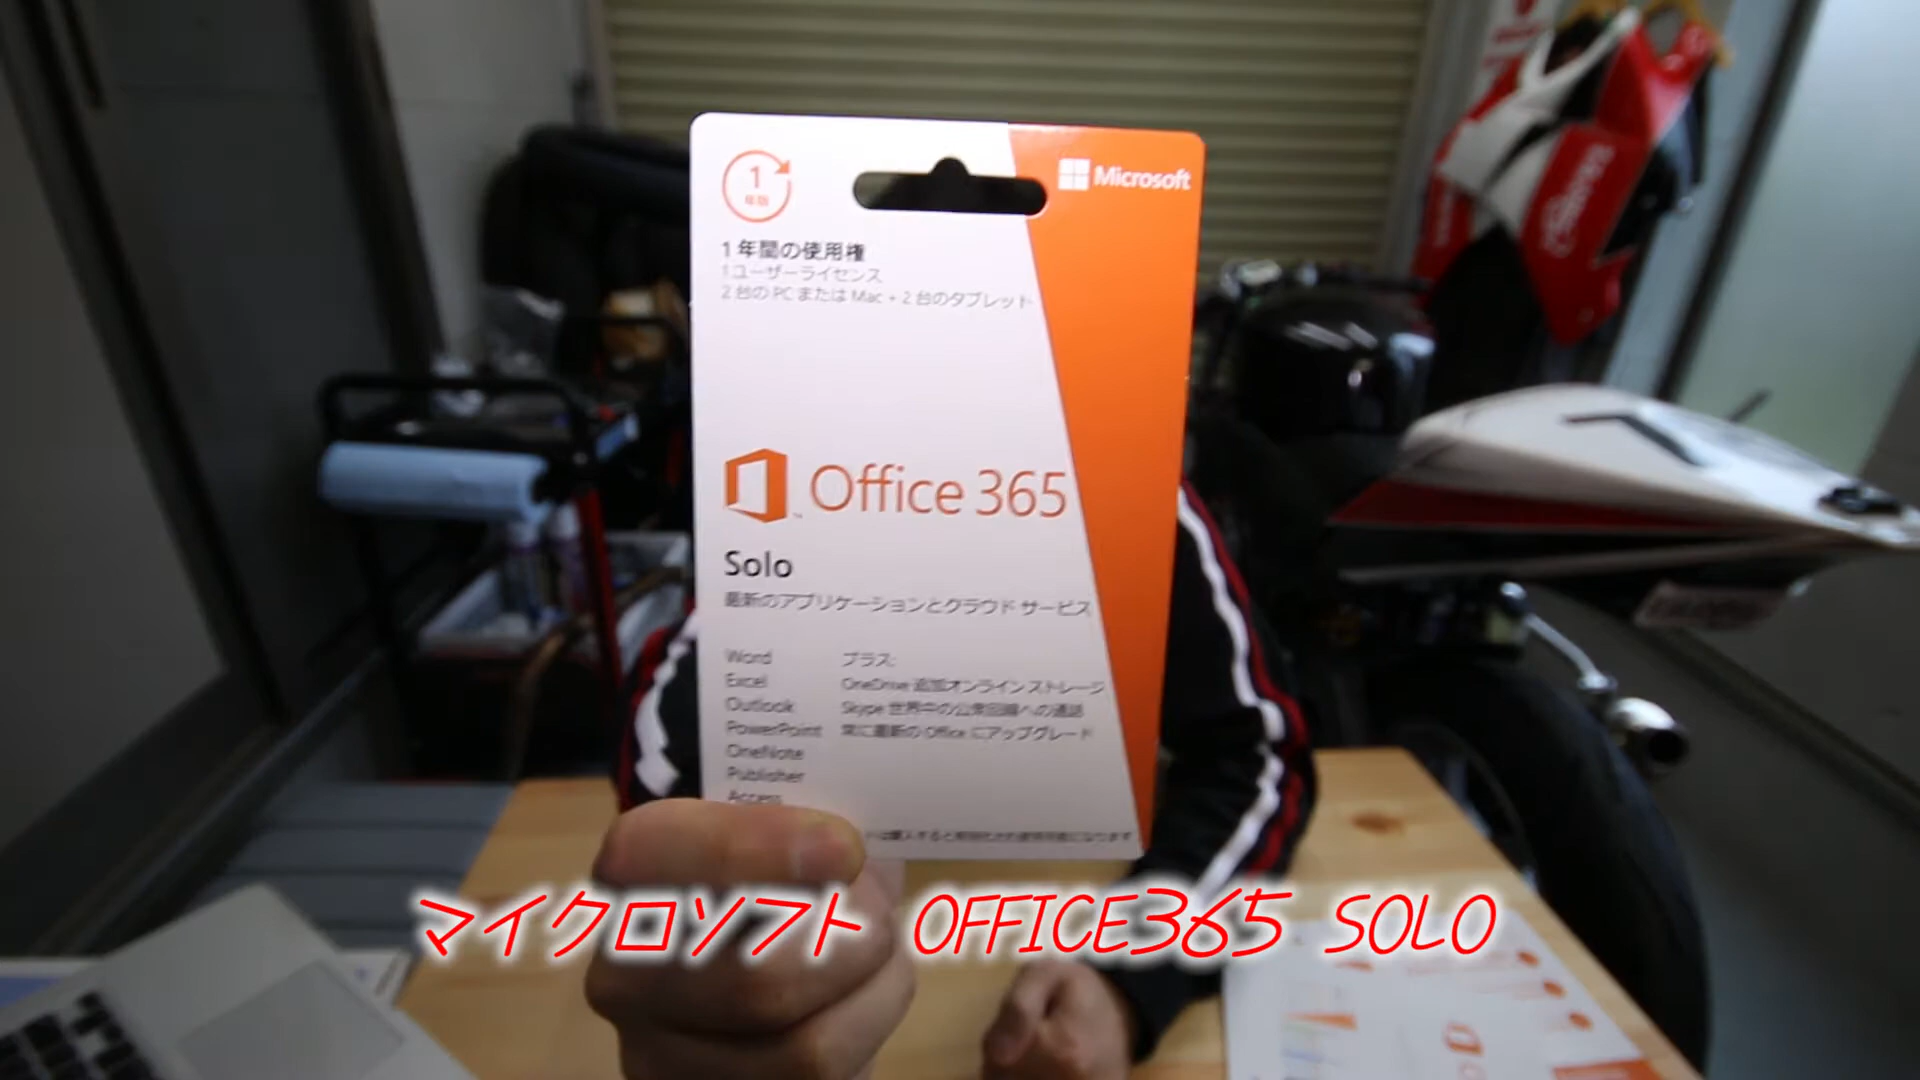 Microsoft
1
年版
1年間の使用権
1ユーザーライセンス
2台のPCまたはMac + 2台のタブレット
Office 365
Solo
最新のアプリケーションとクラウド サービス
Word
Excel
Outlook
PowerPoint
OneNote
Publisher
Access
プラス:
OneDrive 追加オンラインストレージ
Skype 世界中の公衆回線への通話
常に最新の Office にアップグレード
マイクロソフト OFFICE365 SOLO